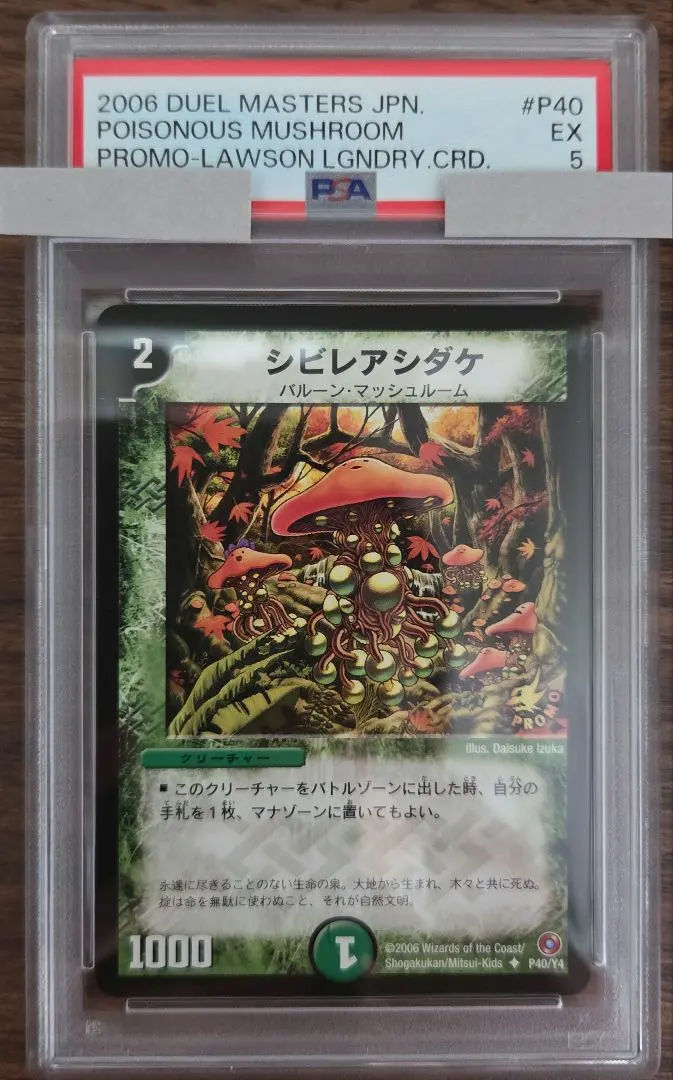 2006 DUEL MASTERS JPN. #P40
POISONOUS MUSHROOM EX
PROMO-LAWSON LGNDRY.CRD. 5
PSA
2
シビレアシダケ
バルーン・マッシュルーム
PROMO
illus. Daisuke Izuka
クリーチャー
■ このクリーチャーをバトルゾーンに出した時、自分の
手札を1枚、マナゾーンに置いてもよい。
永遠に尽きることのない生命の泉。大地から生まれ、木々と共に死ぬ。
掟は命を無駄に使わぬこと、それが自然文明。
1000
1
©2006 Wizards of the Coast/
Shogakukan/Mitsui-Kids P40/Y4